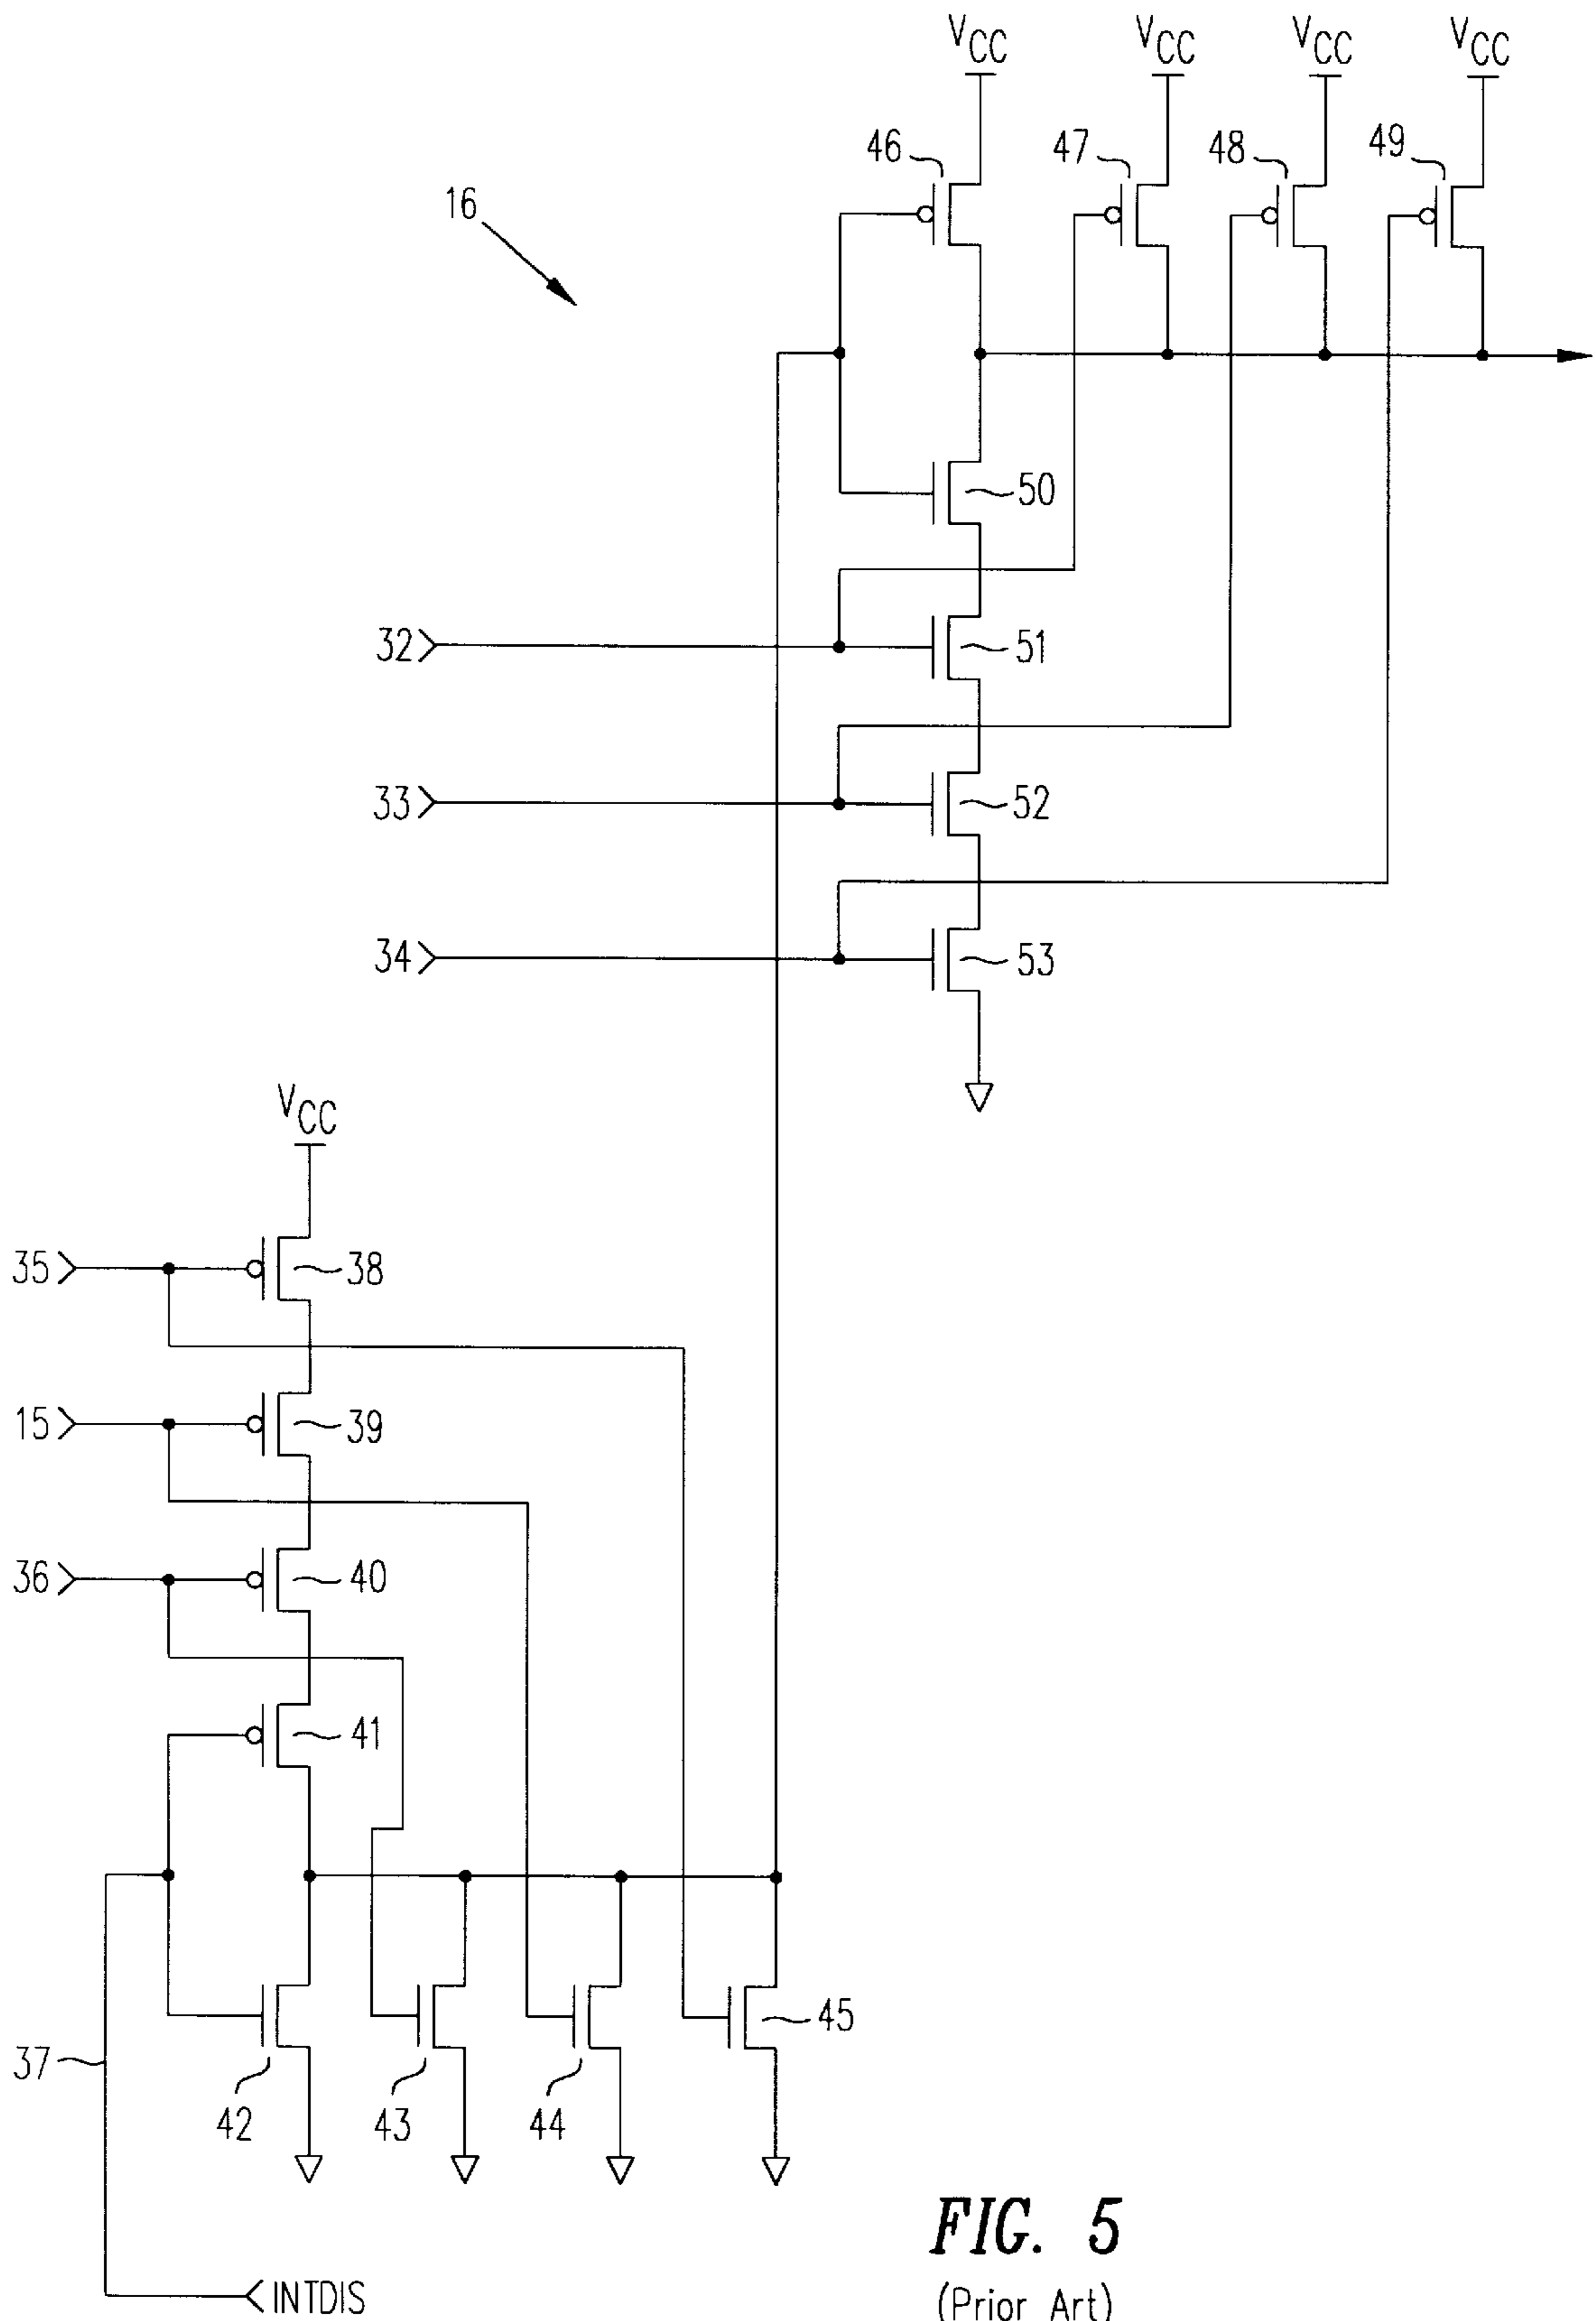 VCC VCC VCC VCC
46 47 48 49
16
50
32 51
33 52
34 53
VCC
35 38
15 39
36 40
41
45
37
42 43 44
INTDIS
FIG. 5
(Prior Art)